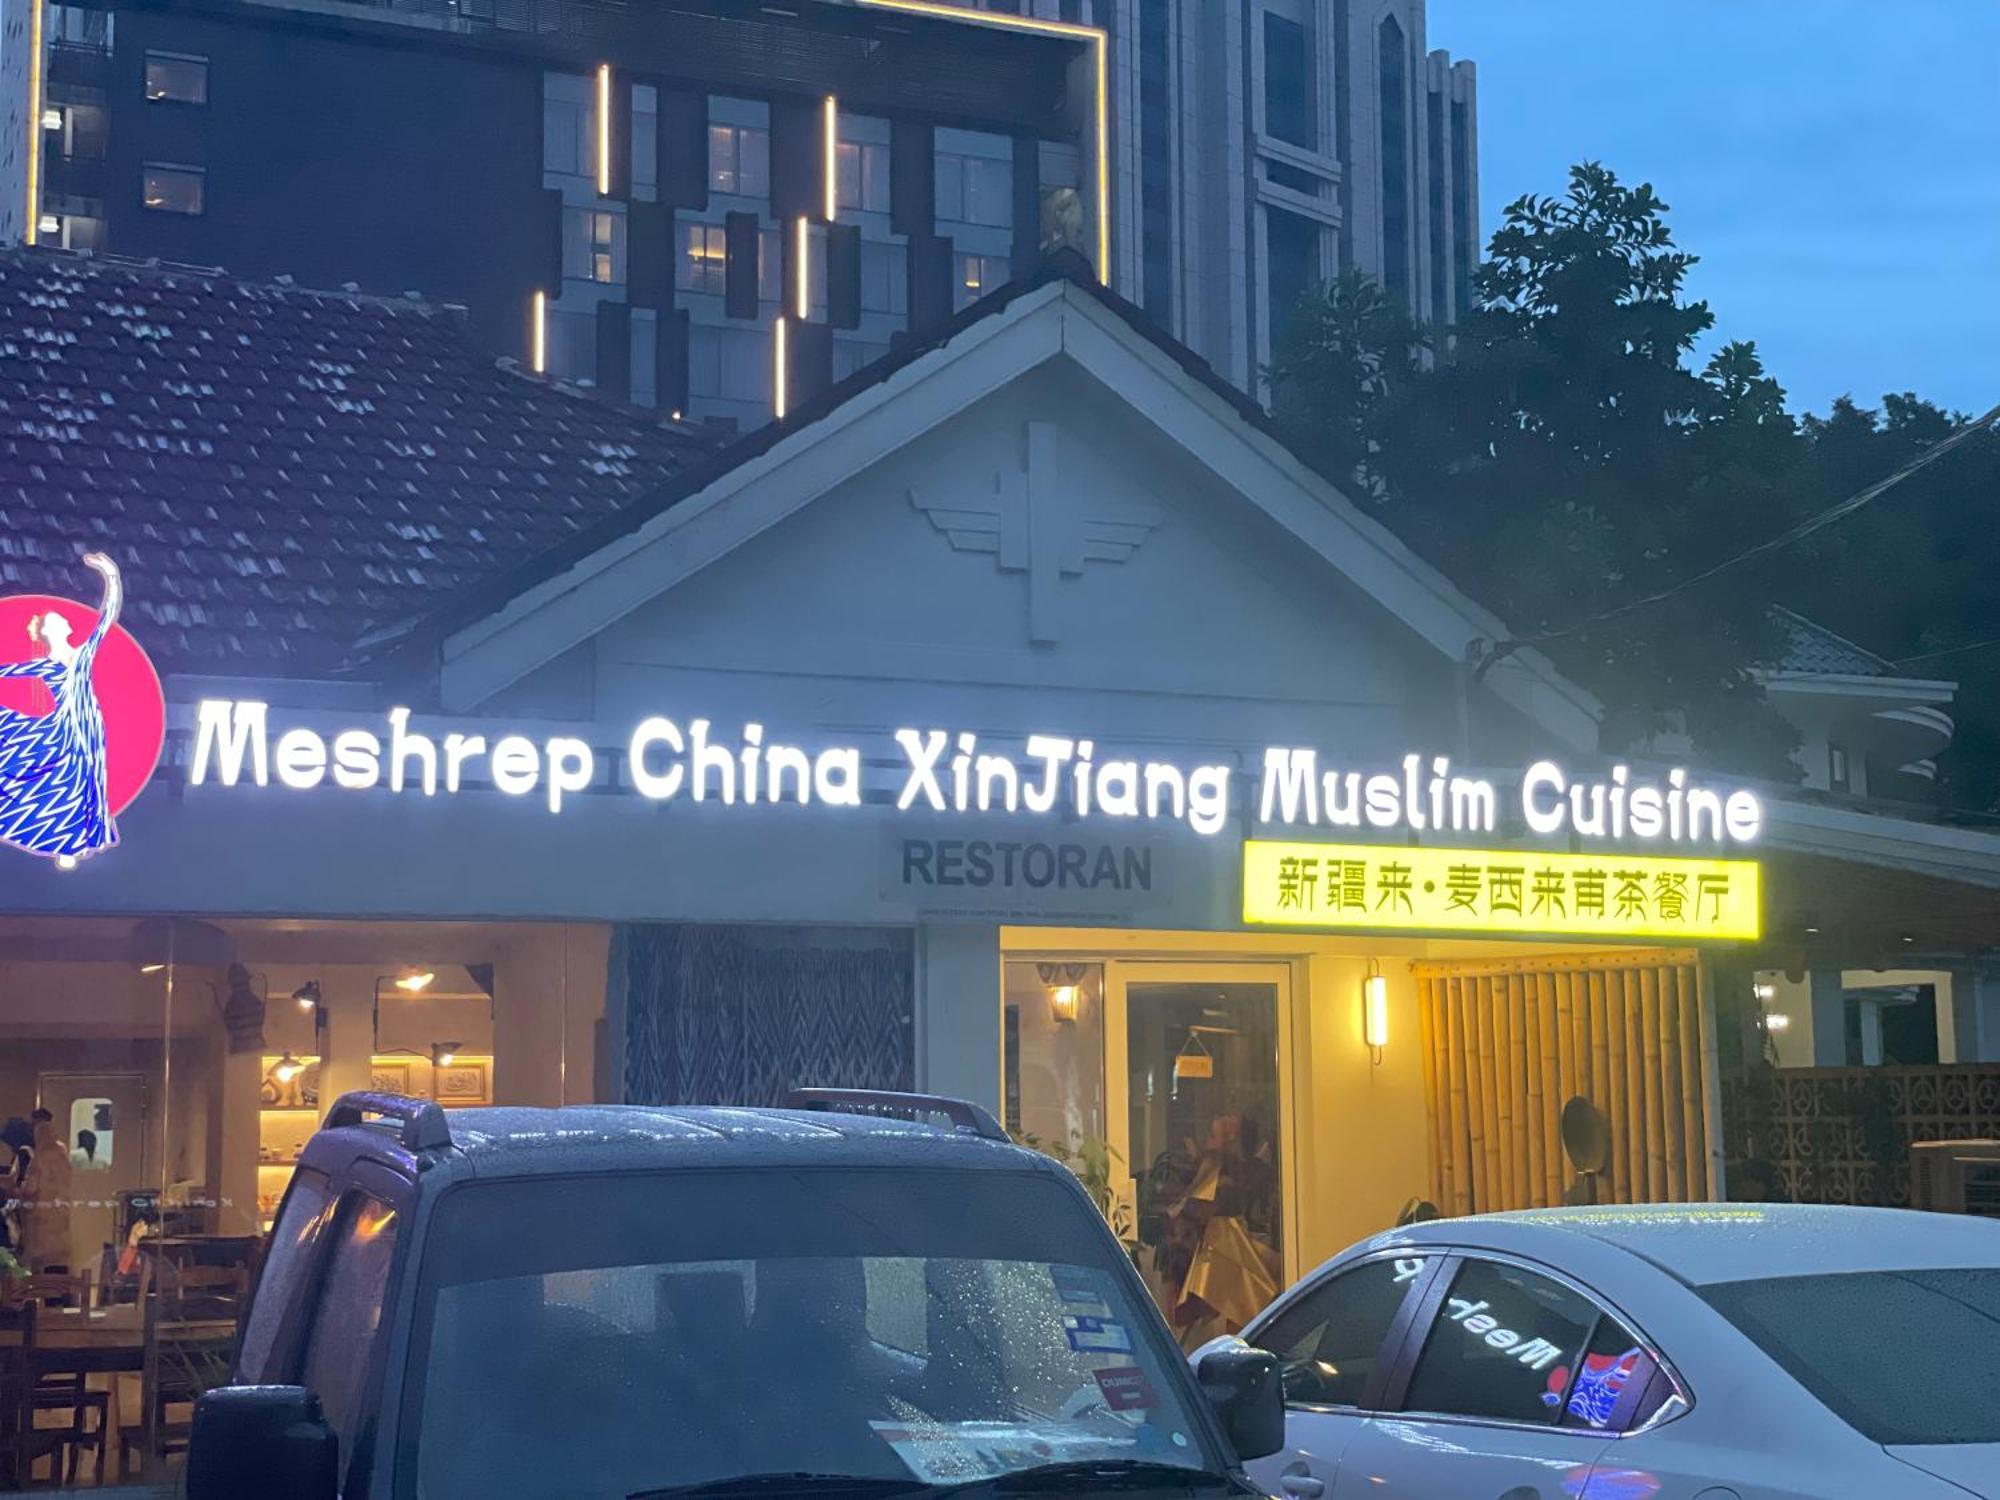 Meshrep China XinJiang Muslim Cuisine
RESTORAN
新疆来·麦西来甫茶餐厅